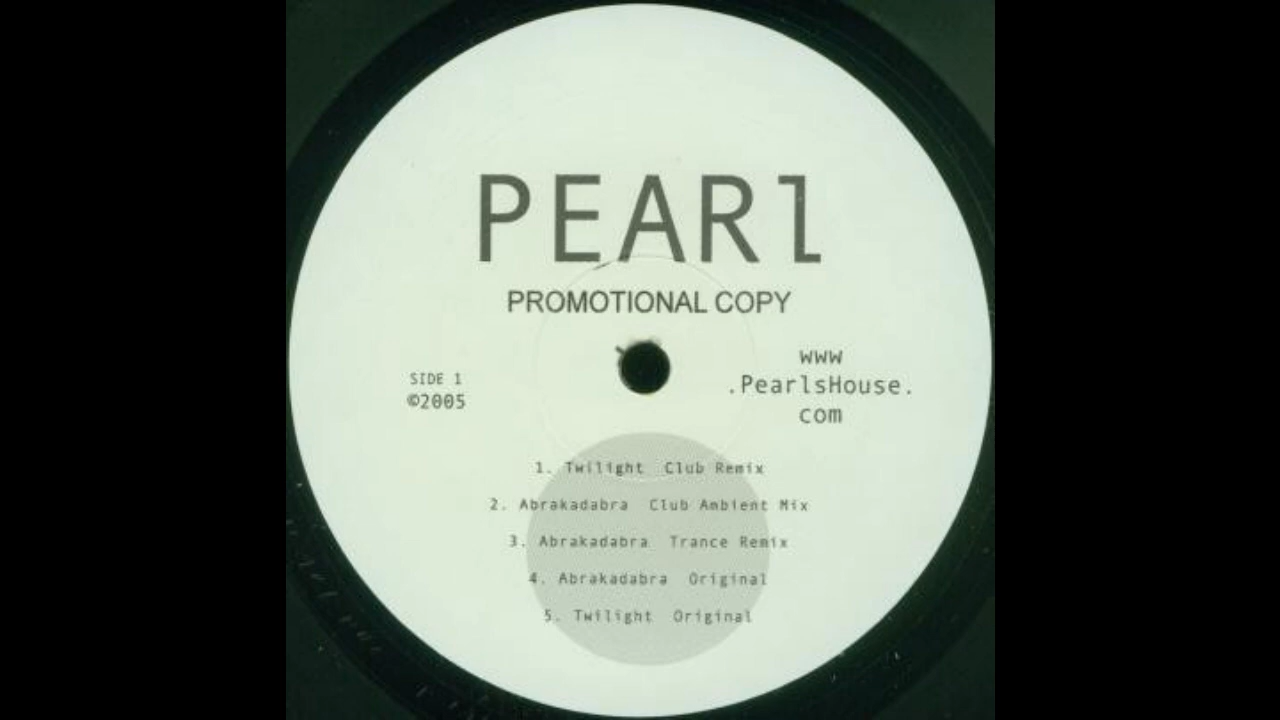 PEARl
PROMOTIONAL COPY
www
.PearlsHouse.
com
SIDE 1
©2005
1. Twilight Club Remix
2. Abrakadabra Club Ambient Mix
3. Abrakadabra Trance Remix
4. Abrakadabra Original
5. Twilight Original